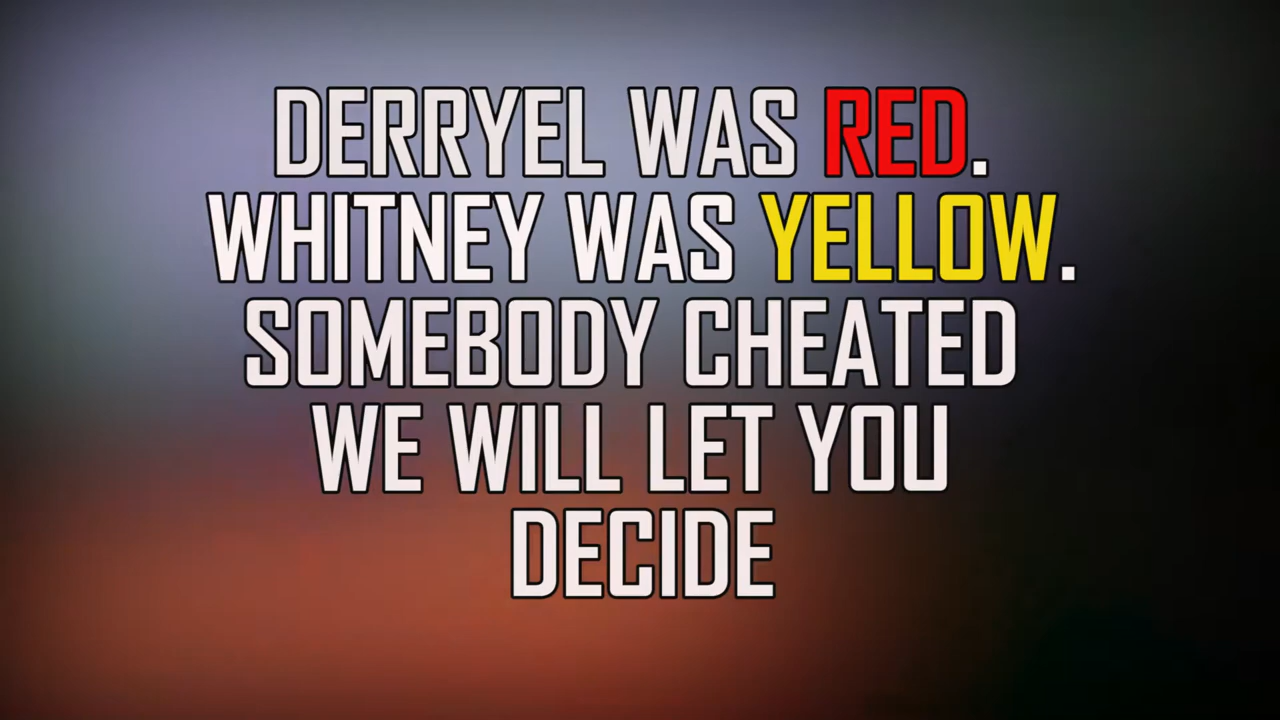 DERRYEL WAS RED.
WHITNEY WAS YELLOW.
SOMEBODY CHEATED
WE WILL LET YOU
DECIDE